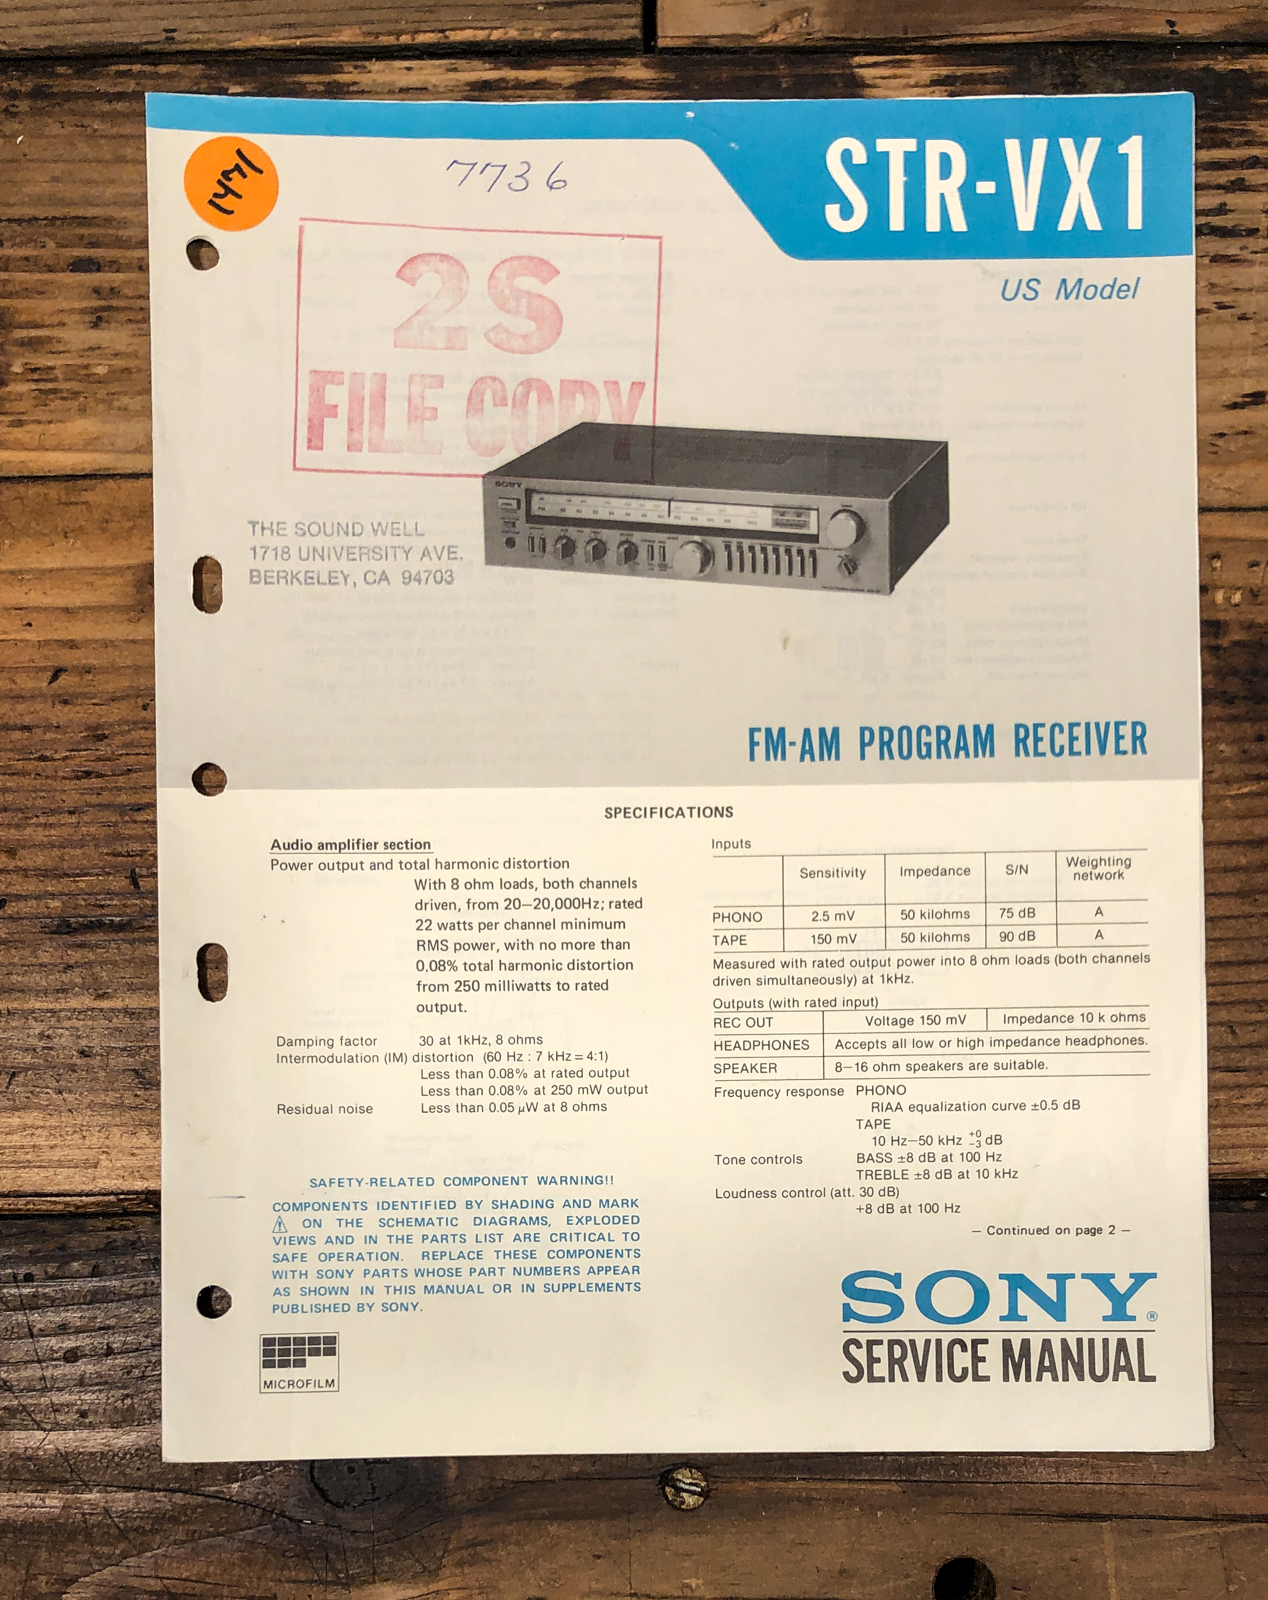 1471
7736
STR-VX1
US Model
2S
FILE COPY
THE SOUND WELL
1718 UNIVERSITY AVE.
BERKELEY, CA 94703
SONY
FM-AM PROGRAM RECEIVER
SPECIFICATIONS
Audio amplifier section
Power output and total harmonic distortion
With 8 ohm loads, both channels
driven, from 20–20,000Hz; rated
22 watts per channel minimum
RMS power, with no more than
0.08% total harmonic distortion
from 250 milliwatts to rated
output.
Damping factor 30 at 1kHz, 8 ohms
Intermodulation (IM) distortion (60 Hz : 7 kHz = 4:1)
Less than 0.08% at rated output
Less than 0.08% at 250 mW output
Residual noise Less than 0.05 μW at 8 ohms
SAFETY-RELATED COMPONENT WARNING!!
COMPONENTS IDENTIFIED BY SHADING AND MARK
⚠ ON THE SCHEMATIC DIAGRAMS, EXPLODED
VIEWS AND IN THE PARTS LIST ARE CRITICAL TO
SAFE OPERATION. REPLACE THESE COMPONENTS
WITH SONY PARTS WHOSE PART NUMBERS APPEAR
AS SHOWN IN THIS MANUAL OR IN SUPPLEMENTS
PUBLISHED BY SONY.
MICROFILM
Inputs
Sensitivity Impedance S/N Weighting network
PHONO 2.5 mV 50 kilohms 75 dB A
TAPE 150 mV 50 kilohms 90 dB A
Measured with rated output power into 8 ohm loads (both channels
driven simultaneously) at 1kHz.
Outputs (with rated input)
REC OUT Voltage 150 mV Impedance 10 k ohms
HEADPHONES Accepts all low or high impedance headphones.
SPEAKER 8–16 ohm speakers are suitable.
Frequency response PHONO
RIAA equalization curve ±0.5 dB
TAPE
10 Hz–50 kHz +0 −3 dB
Tone controls BASS ±8 dB at 100 Hz
TREBLE ±8 dB at 10 kHz
Loudness control (att. 30 dB)
+8 dB at 100 Hz
– Continued on page 2 –
SONY®
SERVICE MANUAL